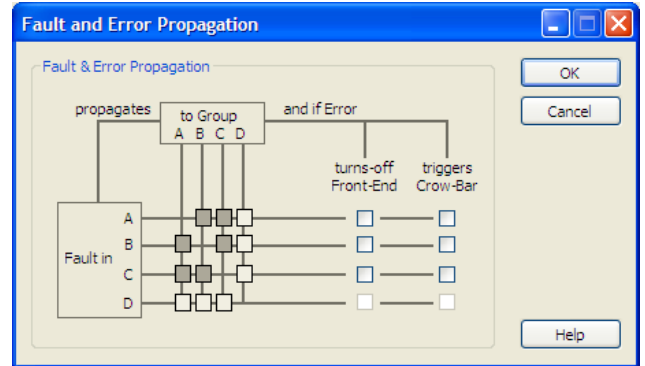 Fault and Error Propagation
Fault & Error Propagation
OK
Cancel
propagates
to Group
A B C D
and if Error
turns-off
Front-End
triggers
Crow-Bar
Fault in
A
B
C
D
Help